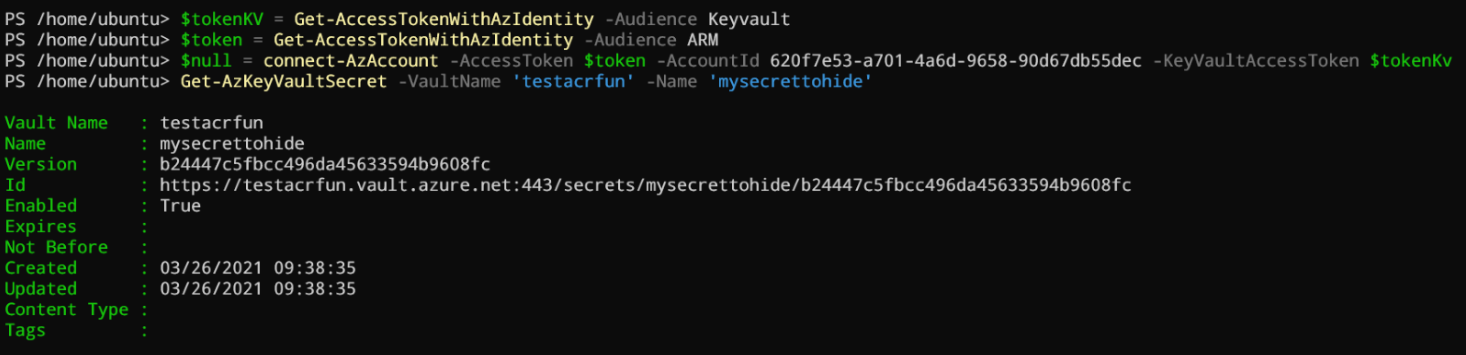 PS /home/ubuntu> $tokenKV = Get-AccessTokenWithAzIdentity -Audience Keyvault
PS /home/ubuntu> $token = Get-AccessTokenWithAzIdentity -Audience ARM
PS /home/ubuntu> $null = connect-AzAccount -AccessToken $token -AccountId 620f7e53-a701-4a6d-9658-90d67db55dec -KeyVaultAccessToken $tokenKv
PS /home/ubuntu> Get-AzKeyVaultSecret -VaultName 'testacrfun' -Name 'mysecrettohide'
Vault Name : testacrfun
Name : mysecrettohide
Version : b24447c5fbcc496da45633594b9608fc
Id : https://testacrfun.vault.azure.net:443/secrets/mysecrettohide/b24447c5fbcc496da45633594b9608fc
Enabled : True
Expires :
Not Before :
Created : 03/26/2021 09:38:35
Updated : 03/26/2021 09:38:35
Content Type :
Tags :